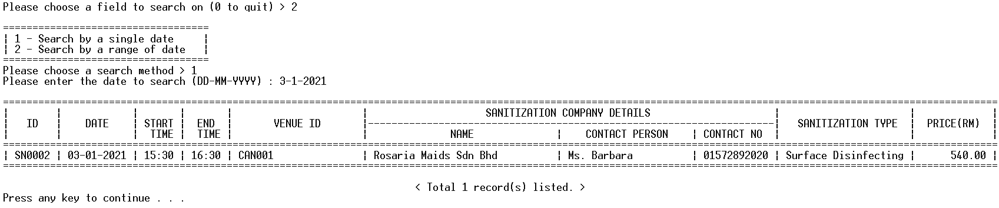 Please choose a field to search on (0 to quit) > 2
===================================
| 1 - Search by a single date     |
| 2 - Search by a range of date   |
===================================
Please choose a search method > 1
Please enter the date to search (DD-MM-YYYY) : 3-1-2021
=========================================================================================================================================================================
|        |            |       |       |                      |                    SANITIZATION COMPANY DETAILS                     |                      |             |
|   ID   |    DATE    | START |  END  |       VENUE ID       |---------------------------------------------------------------------|   SANITIZATION TYPE  |  PRICE(RM)  |
|        |            |  TIME |  TIME |                      |              NAME              |    CONTACT PERSON    | CONTACT NO  |                      |             |
=========================================================================================================================================================================
| SN0002 | 03-01-2021 | 15:30 | 16:30 | CAN001               | Rosaria Maids Sdn Bhd          | Ms. Barbara          | 01572892020 | Surface Disinfecting |      540.00 |
=========================================================================================================================================================================
< Total 1 record(s) listed. >
Press any key to continue . . .